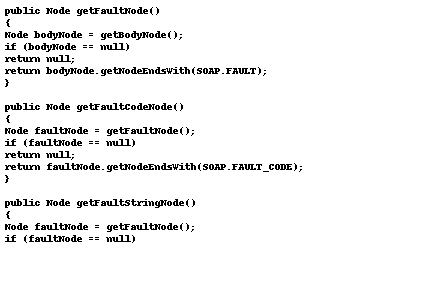 public Node getFaultNode()
{
Node bodyNode = getBodyNode();
if (bodyNode == null)
return null;
return bodyNode.getNodeEndsWith(SOAP.FAULT);
}

public Node getFaultCodeNode()
{
Node faultNode = getFaultNode();
if (faultNode == null)
return null;
return faultNode.getNodeEndsWith(SOAP.FAULT_CODE);
}

public Node getFaultStringNode()
{
Node faultNode = getFaultNode();
if (faultNode == null)